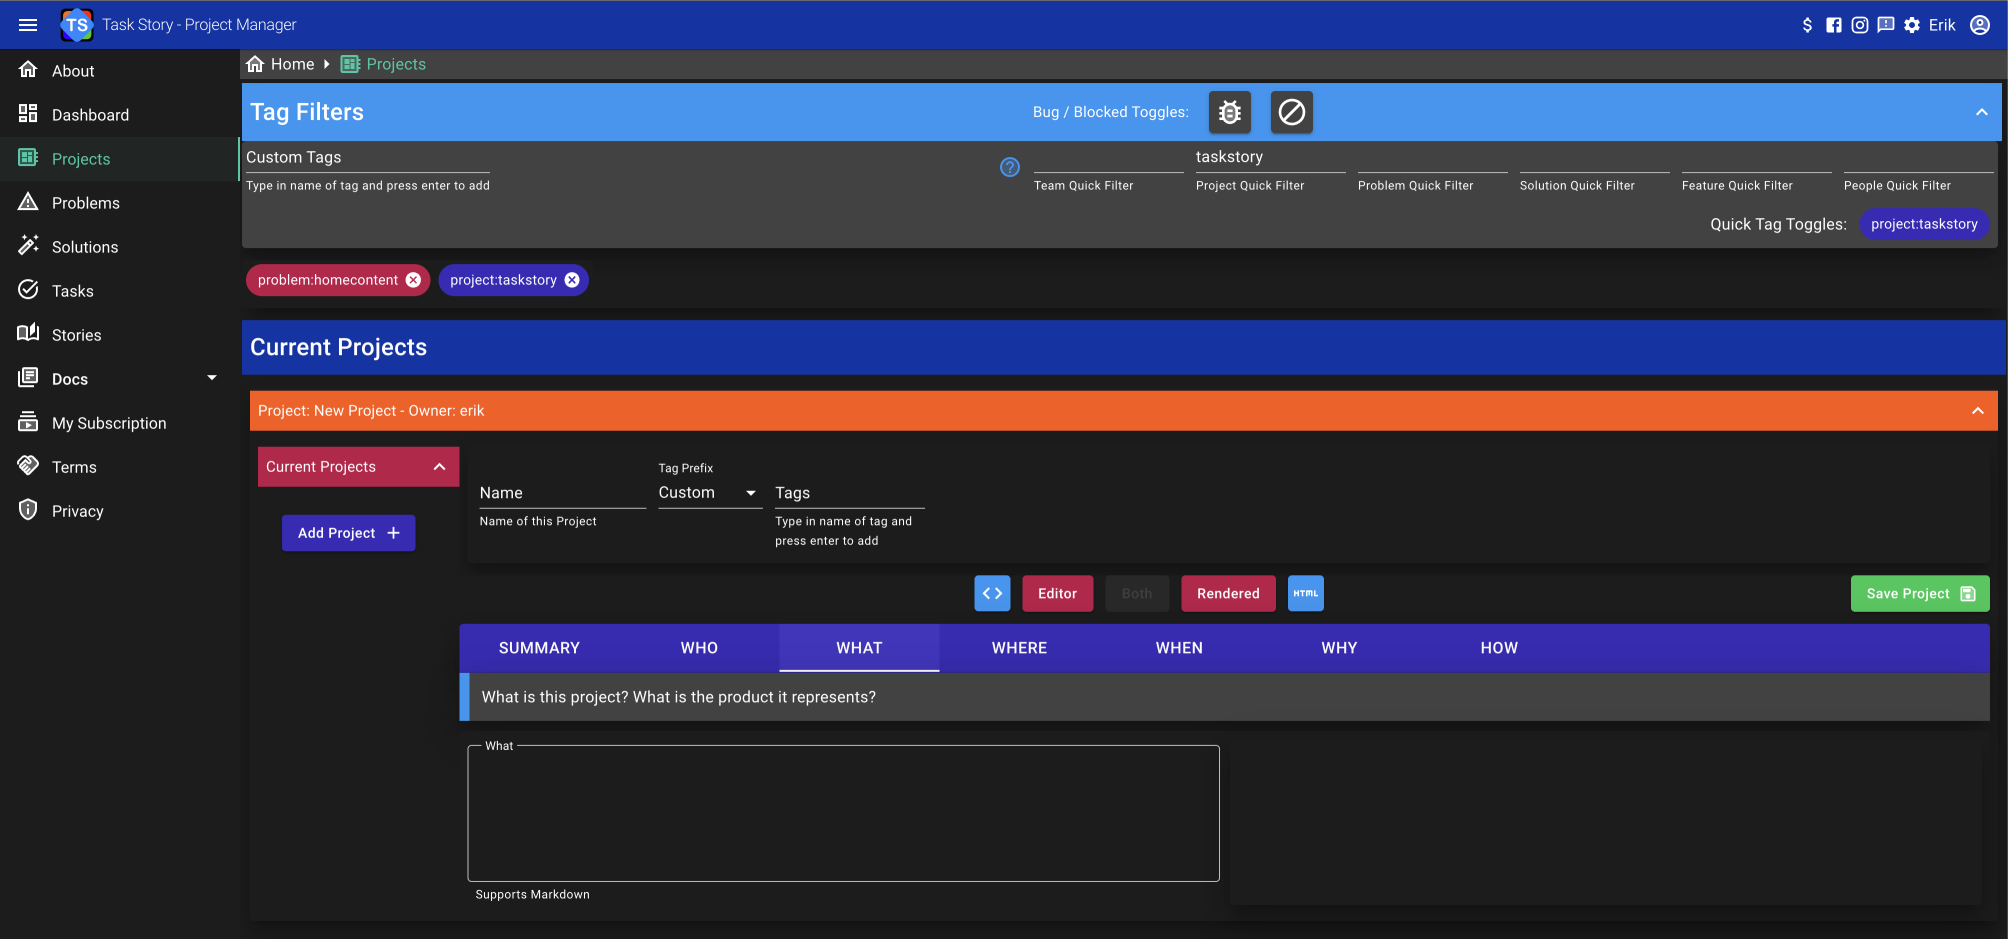 TS Task Story - Project Manager
$ Erik
About
Dashboard
Projects
Problems
Solutions
Tasks
Stories
Docs
My Subscription
Terms
Privacy
Home Projects
Tag Filters
Bug / Blocked Toggles:
Custom Tags
Type in name of tag and press enter to add
?
Team Quick Filter
taskstory
Project Quick Filter
Problem Quick Filter
Solution Quick Filter
Feature Quick Filter
People Quick Filter
Quick Tag Toggles: project:taskstory
problem:homecontent project:taskstory
Current Projects
Project: New Project - Owner: erik
Current Projects
Add Project +
Name
Name of this Project
Tag Prefix
Custom
Tags
Type in name of tag and
press enter to add
<> Editor Both Rendered HTML
Save Project
SUMMARY WHO WHAT WHERE WHEN WHY HOW
What is this project? What is the product it represents?
What
Supports Markdown